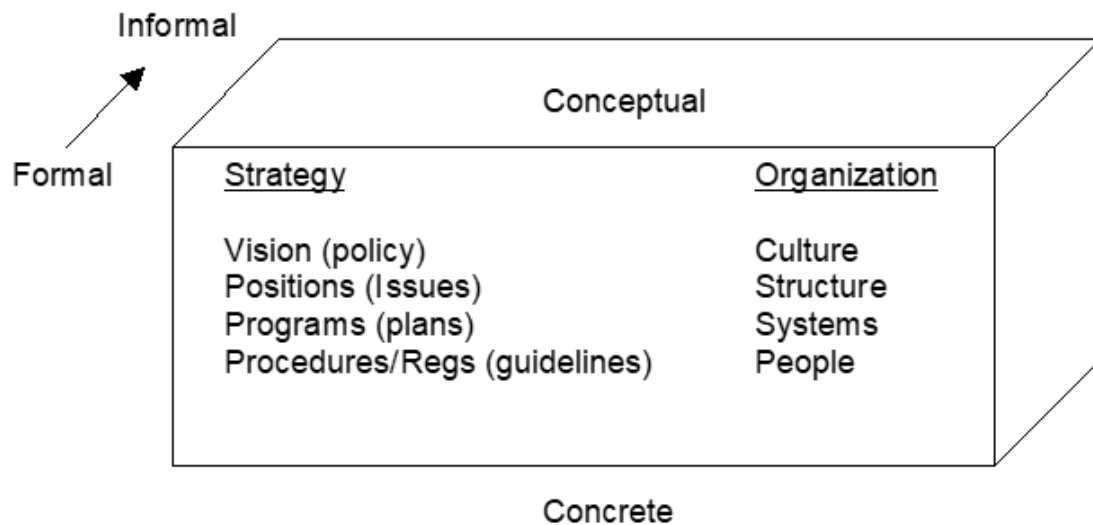 Informal
Conceptual
Formal
Strategy Organization
Vision (policy) Culture
Positions (Issues) Structure
Programs (plans) Systems
Procedures/Regs (guidelines) People
Concrete